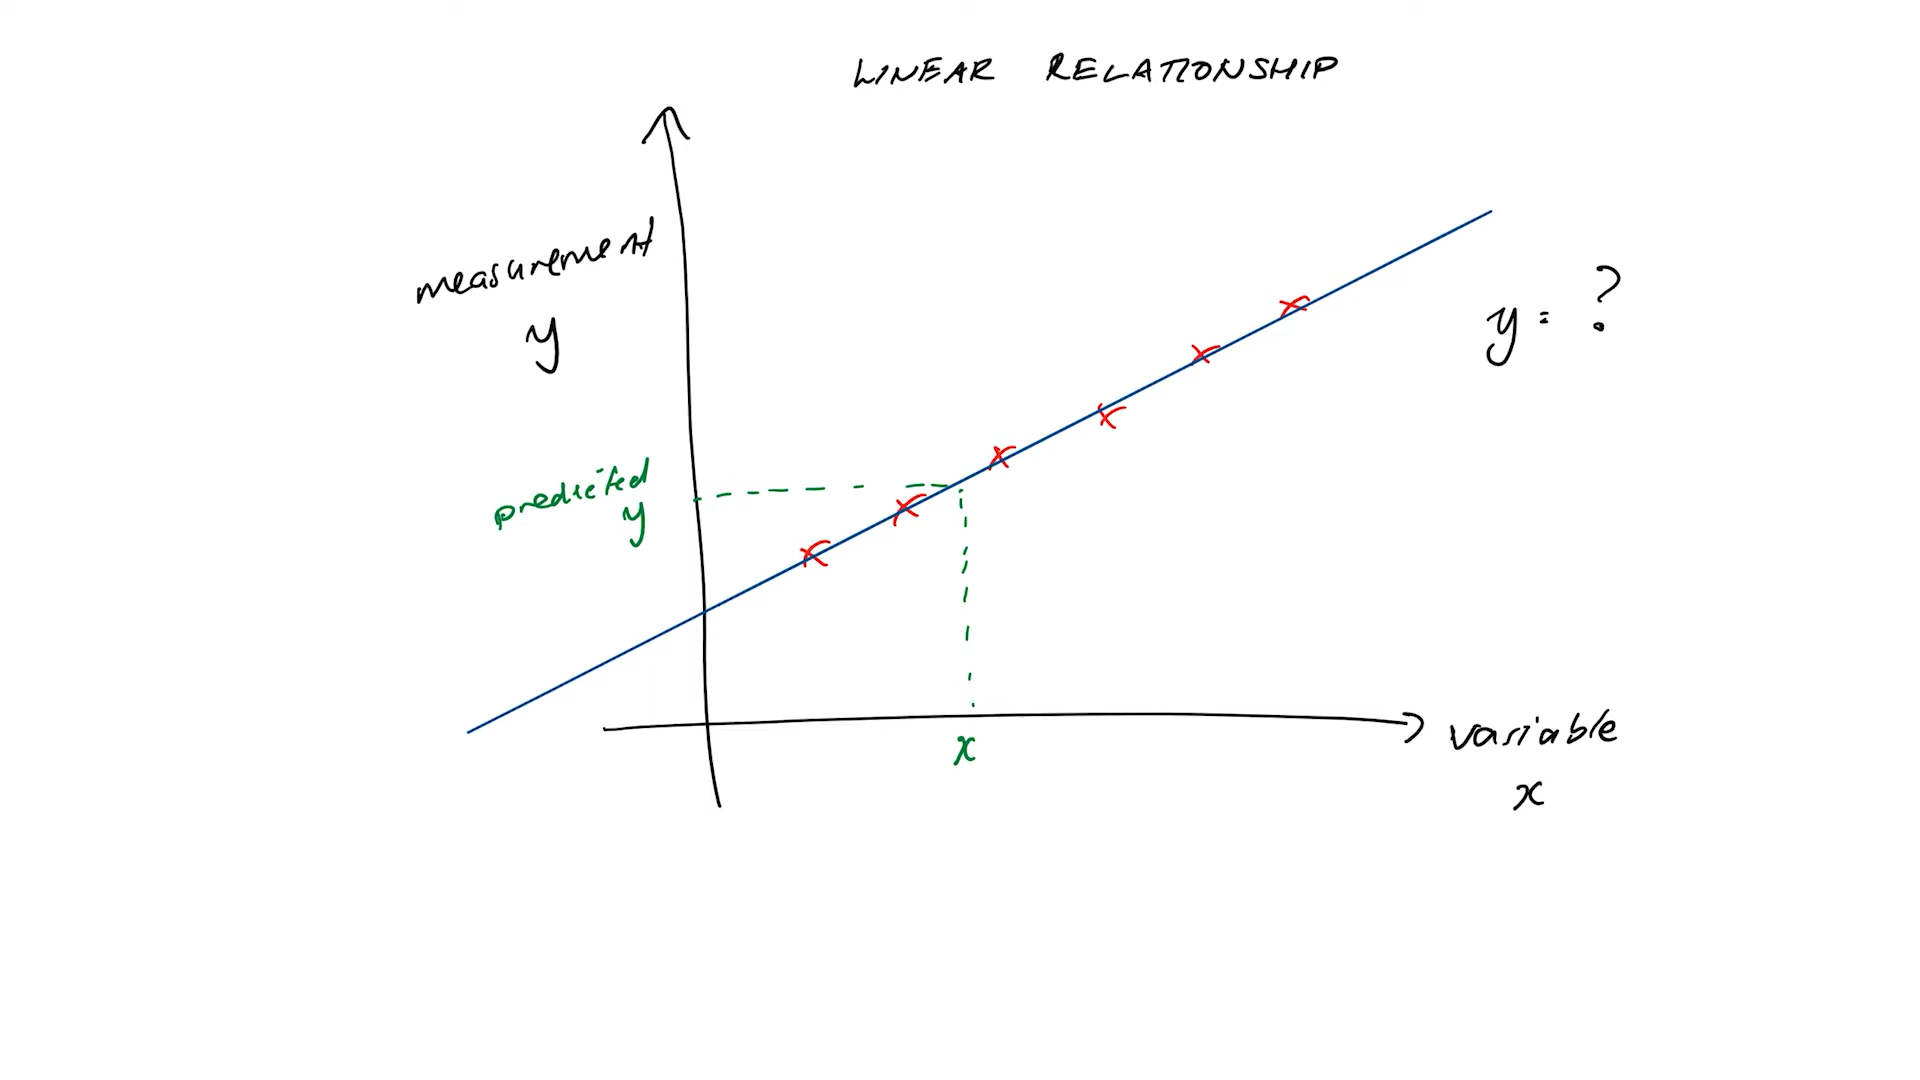 LINEAR RELATIONSHIP
measurement
y
y = ?
predicted
y
x
variable
x